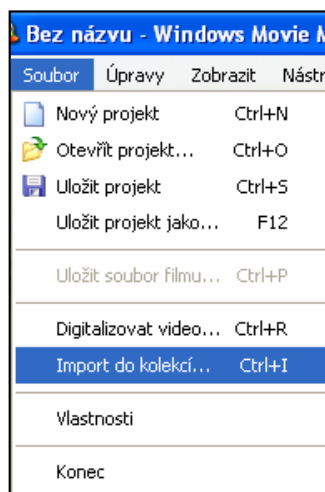 Bez názvu - Windows Movie M
Soubor Úpravy Zobrazit Nástr
Nový projekt Ctrl+N
Otevřít projekt... Ctrl+O
Uložit projekt Ctrl+S
Uložit projekt jako... F12
Uložit soubor filmu... Ctrl+P
Digitalizovat video... Ctrl+R
Import do kolekcí... Ctrl+I
Vlastnosti
Konec